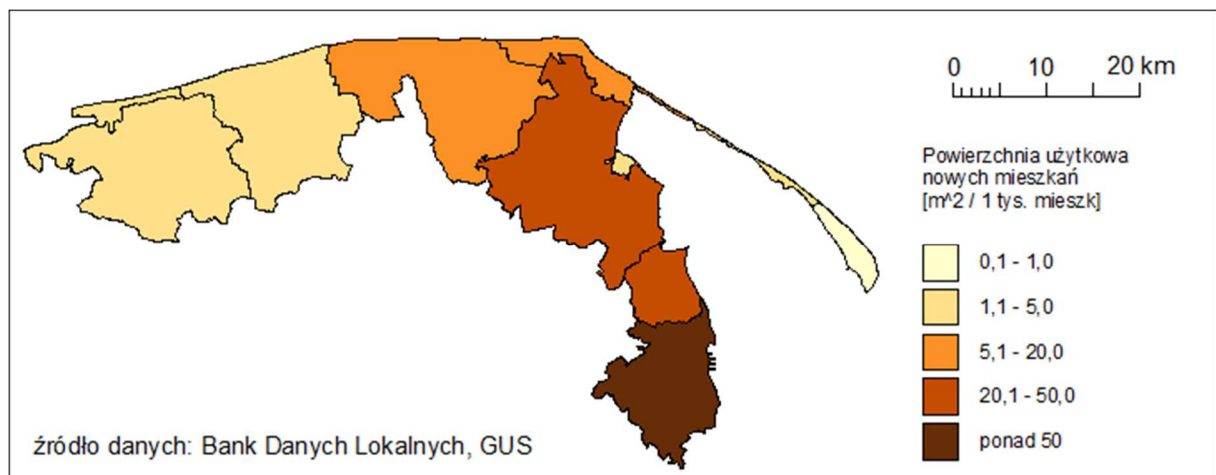 0 10 20 km
Powierzchnia użytkowa
nowych mieszkań
[m^2 / 1 tys. mieszk]
0,1 - 1,0
1,1 - 5,0
5,1 - 20,0
20,1 - 50,0
ponad 50
źródło danych: Bank Danych Lokalnych, GUS